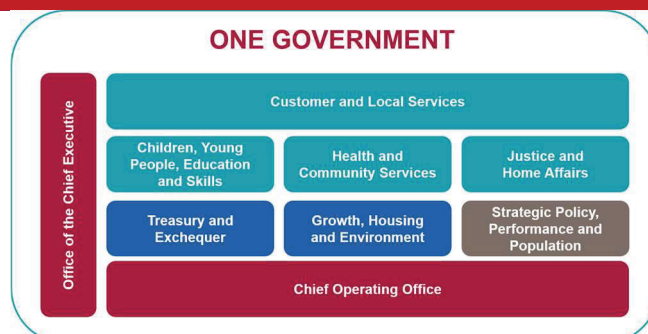 ONE GOVERNMENT
Office of the Chief Executive
Customer and Local Services
Children, Young
People, Education
and Skills
Health and
Community Services
Justice and
Home Affairs
Treasury and
Exchequer
Growth, Housing
and Environment
Strategic Policy,
Performance and
Population
Chief Operating Office